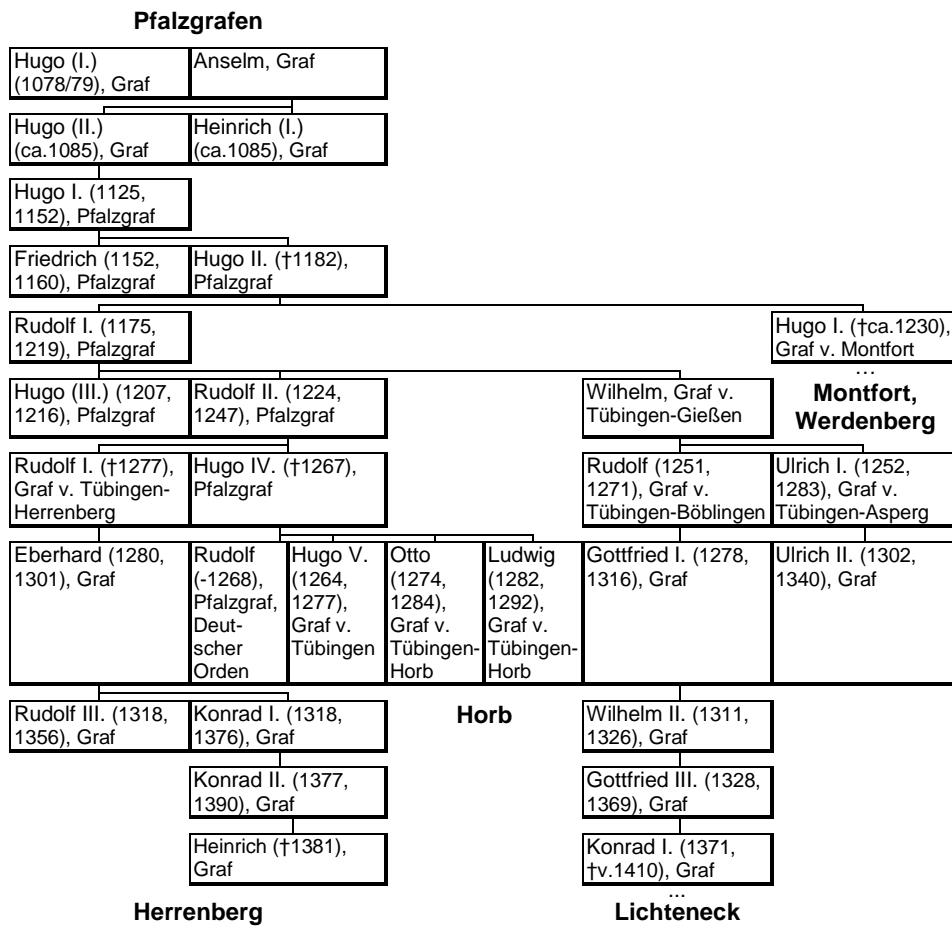 Pfalzgrafen
Hugo (I.)
(1078/79), Graf
Anselm, Graf
Hugo (II.)
(ca.1085), Graf
Heinrich (I.)
(ca.1085), Graf
Hugo I. (1125,
1152), Pfalzgraf
Friedrich (1152,
1160), Pfalzgraf
Hugo II. (†1182),
Pfalzgraf
Rudolf I. (1175,
1219), Pfalzgraf
Hugo I. (†ca.1230),
Graf v. Montfort
...
Montfort,
Werdenberg
Hugo (III.) (1207,
1216), Pfalzgraf
Rudolf II. (1224,
1247), Pfalzgraf
Wilhelm, Graf v.
Tübingen-Gießen
Rudolf I. (†1277),
Graf v. Tübingen-
Herrenberg
Hugo IV. (†1267),
Pfalzgraf
Rudolf (1251,
1271), Graf v.
Tübingen-Böblingen
Ulrich I. (1252,
1283), Graf v.
Tübingen-Asperg
Eberhard (1280,
1301), Graf
Rudolf
(-1268),
Pfalzgraf,
Deut-
scher
Orden
Hugo V.
(1264,
1277),
Graf v.
Tübingen
Otto
(1274,
1284),
Graf v.
Tübingen-
Horb
Ludwig
(1282,
1292),
Graf v.
Tübingen-
Horb
Gottfried I. (1278,
1316), Graf
Ulrich II. (1302,
1340), Graf
Rudolf III. (1318,
1356), Graf
Konrad I. (1318,
1376), Graf
Horb
Wilhelm II. (1311,
1326), Graf
Konrad II. (1377,
1390), Graf
Gottfried III. (1328,
1369), Graf
Heinrich (†1381),
Graf
Konrad I. (1371,
†v.1410), Graf
...
Herrenberg
Lichteneck